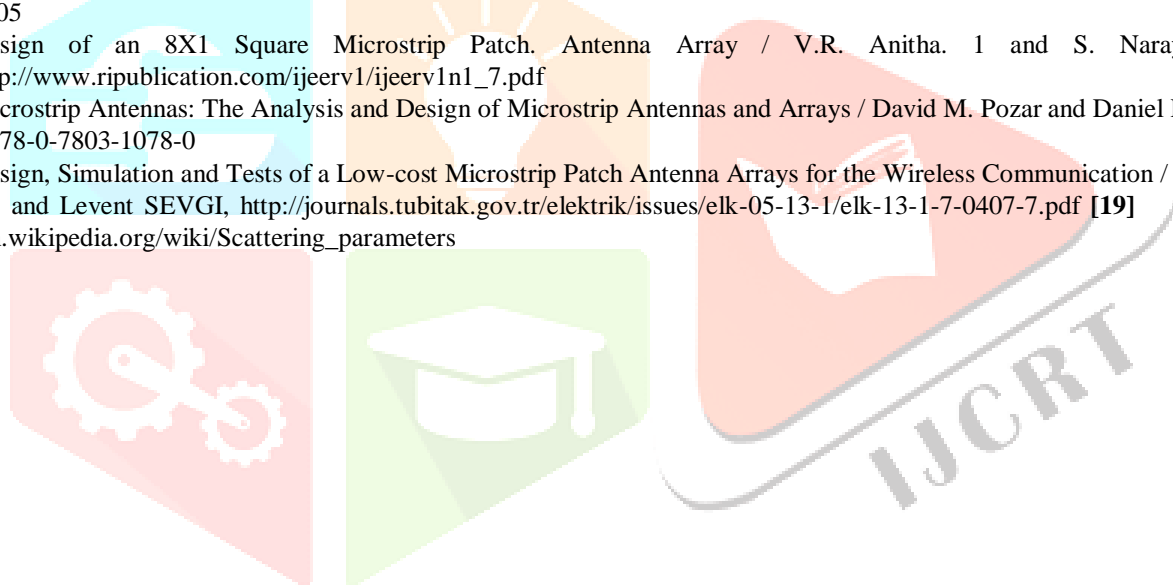 05
sign of an 8X1 Square Microstrip Patch. Antenna Array / V.R. Anitha. 1 and S. Naray
p://www.ripublication.com/ijeerv1/ijeerv1n1_7.pdf
crostrip Antennas: The Analysis and Design of Microstrip Antennas and Arrays / David M. Pozar and Daniel
78-0-7803-1078-0
sign, Simulation and Tests of a Low-cost Microstrip Patch Antenna Arrays for the Wireless Communication /
and Levent SEVGI, http://journals.tubitak.gov.tr/elektrik/issues/elk-05-13-1/elk-13-1-7-0407-7.pdf [19]
.wikipedia.org/wiki/Scattering_parameters
IJCRT